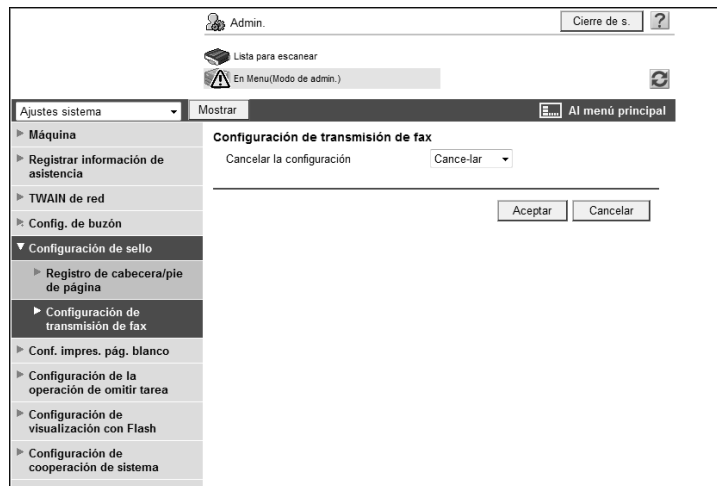 Admin.
Cierre de s.
?
Lista para escanear
En Menu(Modo de admin.)
Ajustes sistema
Mostrar
Al menú principal
Máquina
Registrar información de
asistencia
TWAIN de red
Config. de buzón
Configuración de sello
Registro de cabecera/pie
de página
Configuración de
transmisión de fax
Conf. impres. pág. blanco
Configuración de la
operación de omitir tarea
Configuración de
visualización con Flash
Configuración de
cooperación de sistema
Configuración de transmisión de fax
Cancelar la configuración
Cance-lar
Aceptar
Cancelar